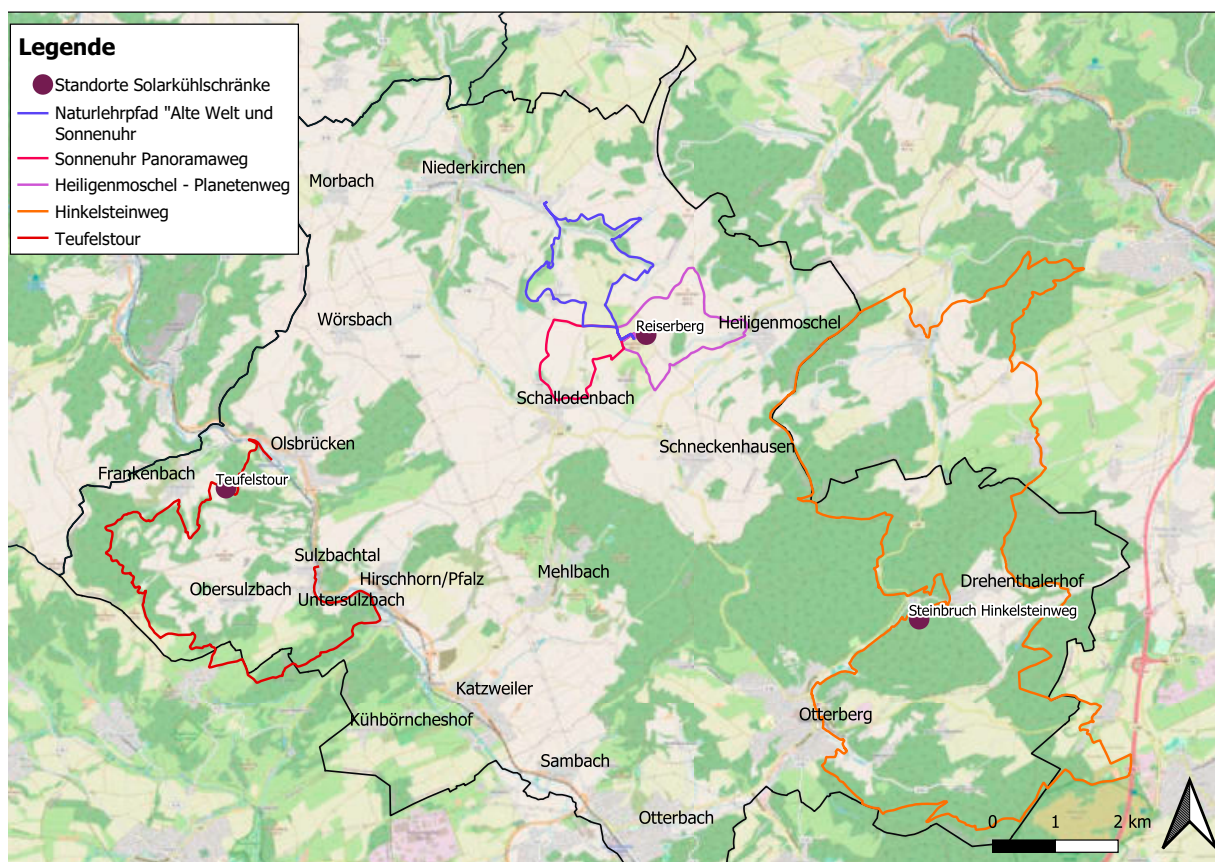 Legende
Standorte Solarkühlschränke
Naturlehrpfad "Alte Welt und
Sonnenuhr
Sonnenuhr Panoramaweg
Heiligenmoschel - Planetenweg
Hinkelsteinweg
Teufelstour
Niederkirchen
Morbach
Wörsbach
Reiserberg
Heiligenmoschel
Schallodenbach
Olsbrücken
Schneckenhausen
Frankenbach
Teufelstour
Sulzbachtal
Mehlbach
Hirschhorn/Pfalz
Drehenthalerhof
Obersulzbach
Untersulzbach
Steinbruch Hinkelsteinweg
Katzweiler
Kühbörncheshof
Otterberg
Sambach
Otterbach
0 1 2 km